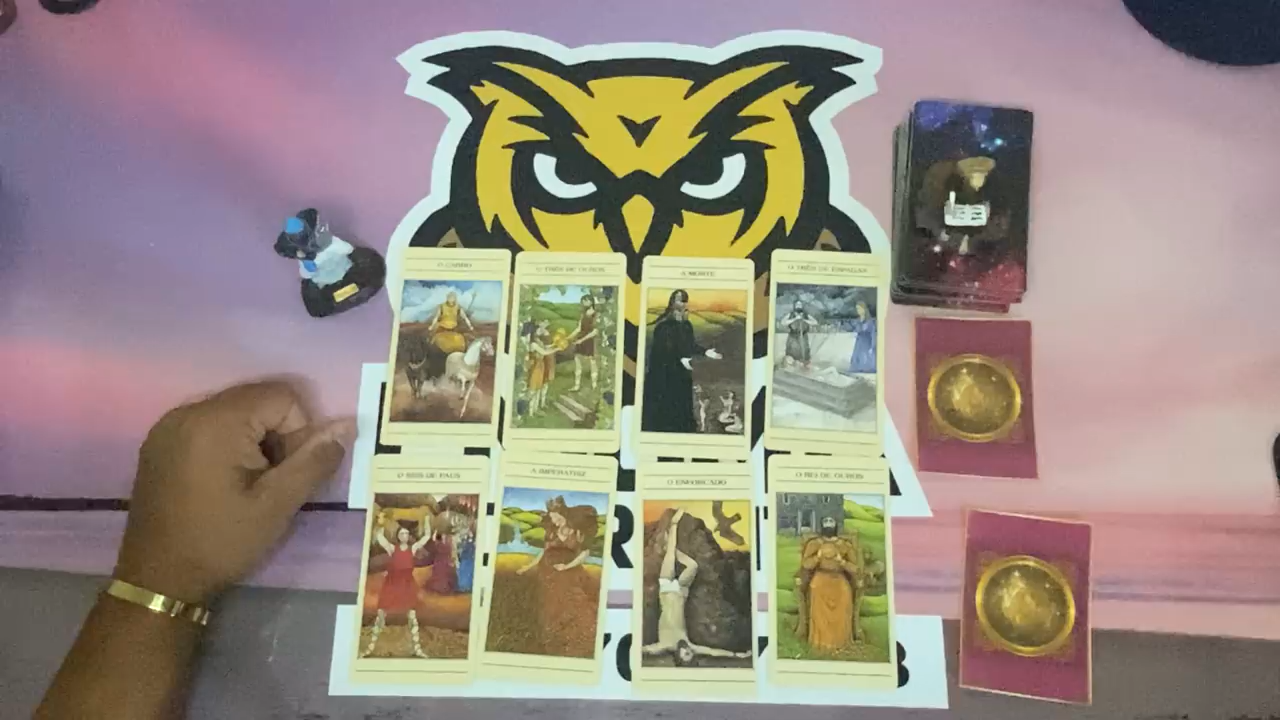 O CARRO
O TRÊS DE OUROS
A MORTE
O TRÊS DE ESPADAS
O SEIS DE PAUS
A IMPERATRIZ
O ENFORCADO
O REI DE OUROS